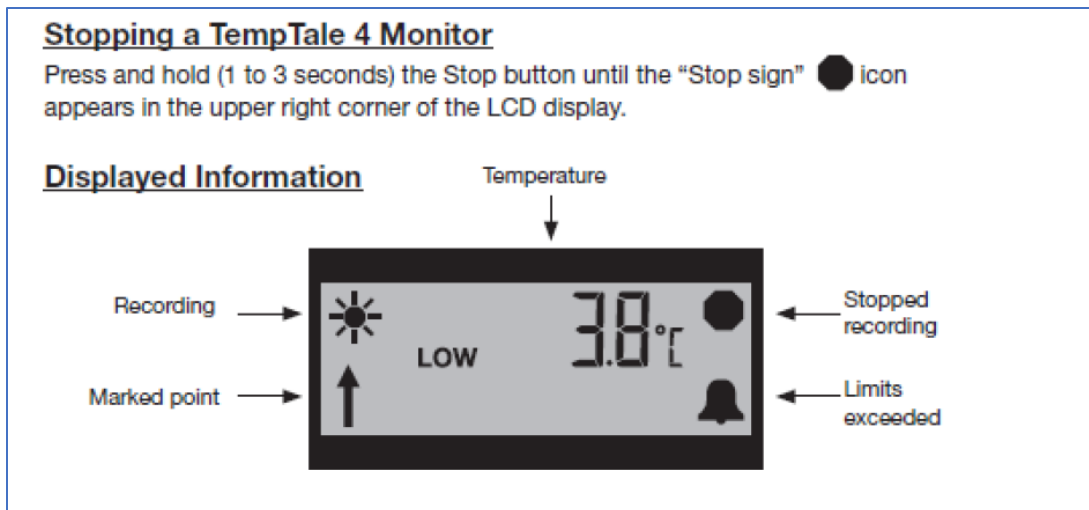 Stopping a TempTale 4 Monitor
Press and hold (1 to 3 seconds) the Stop button until the “Stop sign” icon
appears in the upper right corner of the LCD display.
Displayed Information
Temperature
Recording
Marked point
LOW
3.8°C
Stopped
recording
Limits
exceeded